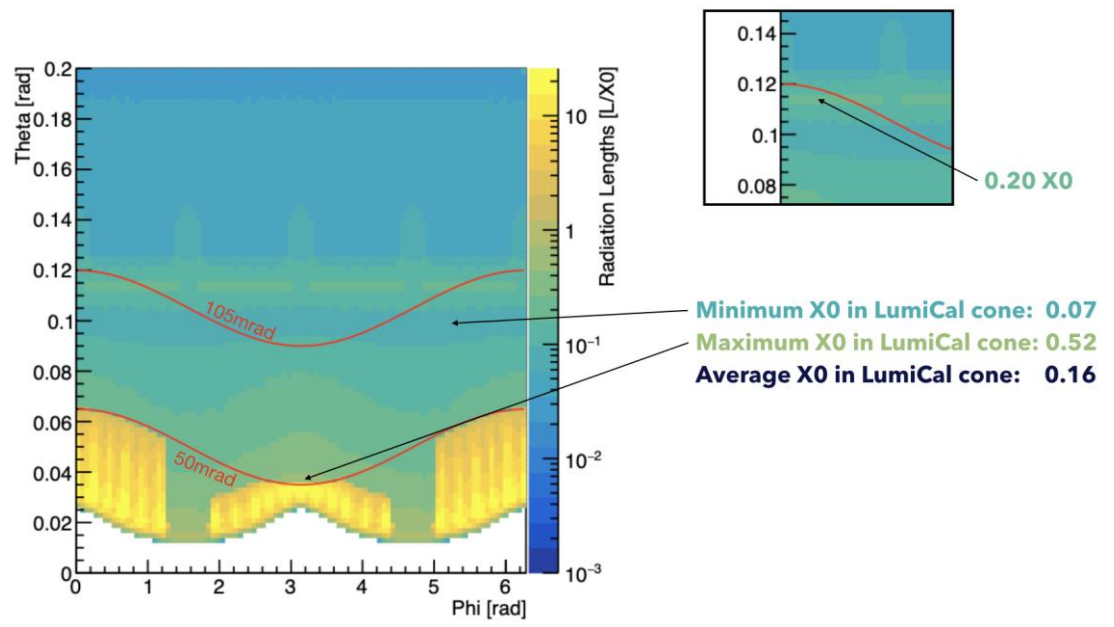 Theta [rad]
0.2
0.18
0.16
0.14
0.12
0.1
0.08
0.06
0.04
0.02
0
0 1 2 3 4 5 6
Phi [rad]
105mrad
50mrad
10
1
10⁻¹
10⁻²
10⁻³
Radiation Lengths [L/X0]
0.14
0.12
0.1
0.08
0.20 X0
Minimum X0 in LumiCal cone: 0.07
Maximum X0 in LumiCal cone: 0.52
Average X0 in LumiCal cone: 0.16